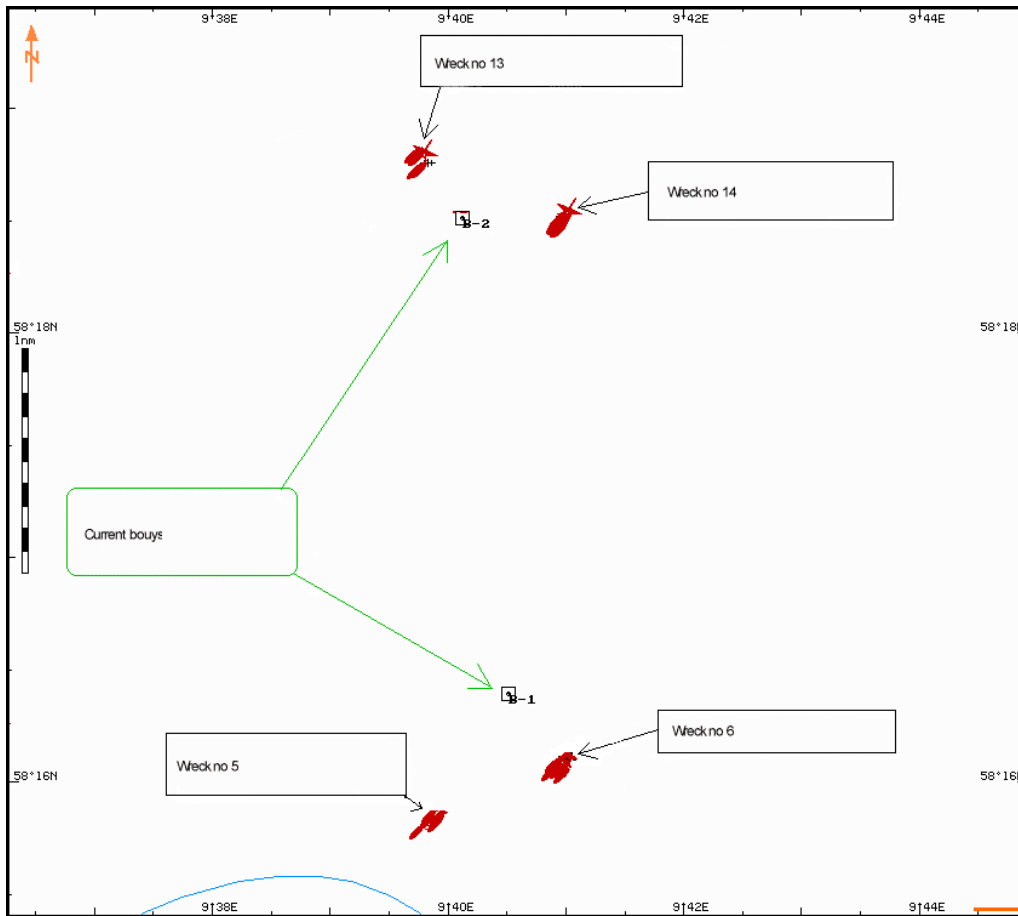 9°38E 9°40E 9°42E 9°44E
N
Wreck no 13
Wreck no 14
B-2
58°18N 58°18N
1nm
Current bouys
B-1
Wreck no 6
Wreck no 5
58°16N 58°16N
9°38E 9°40E 9°42E 9°44E